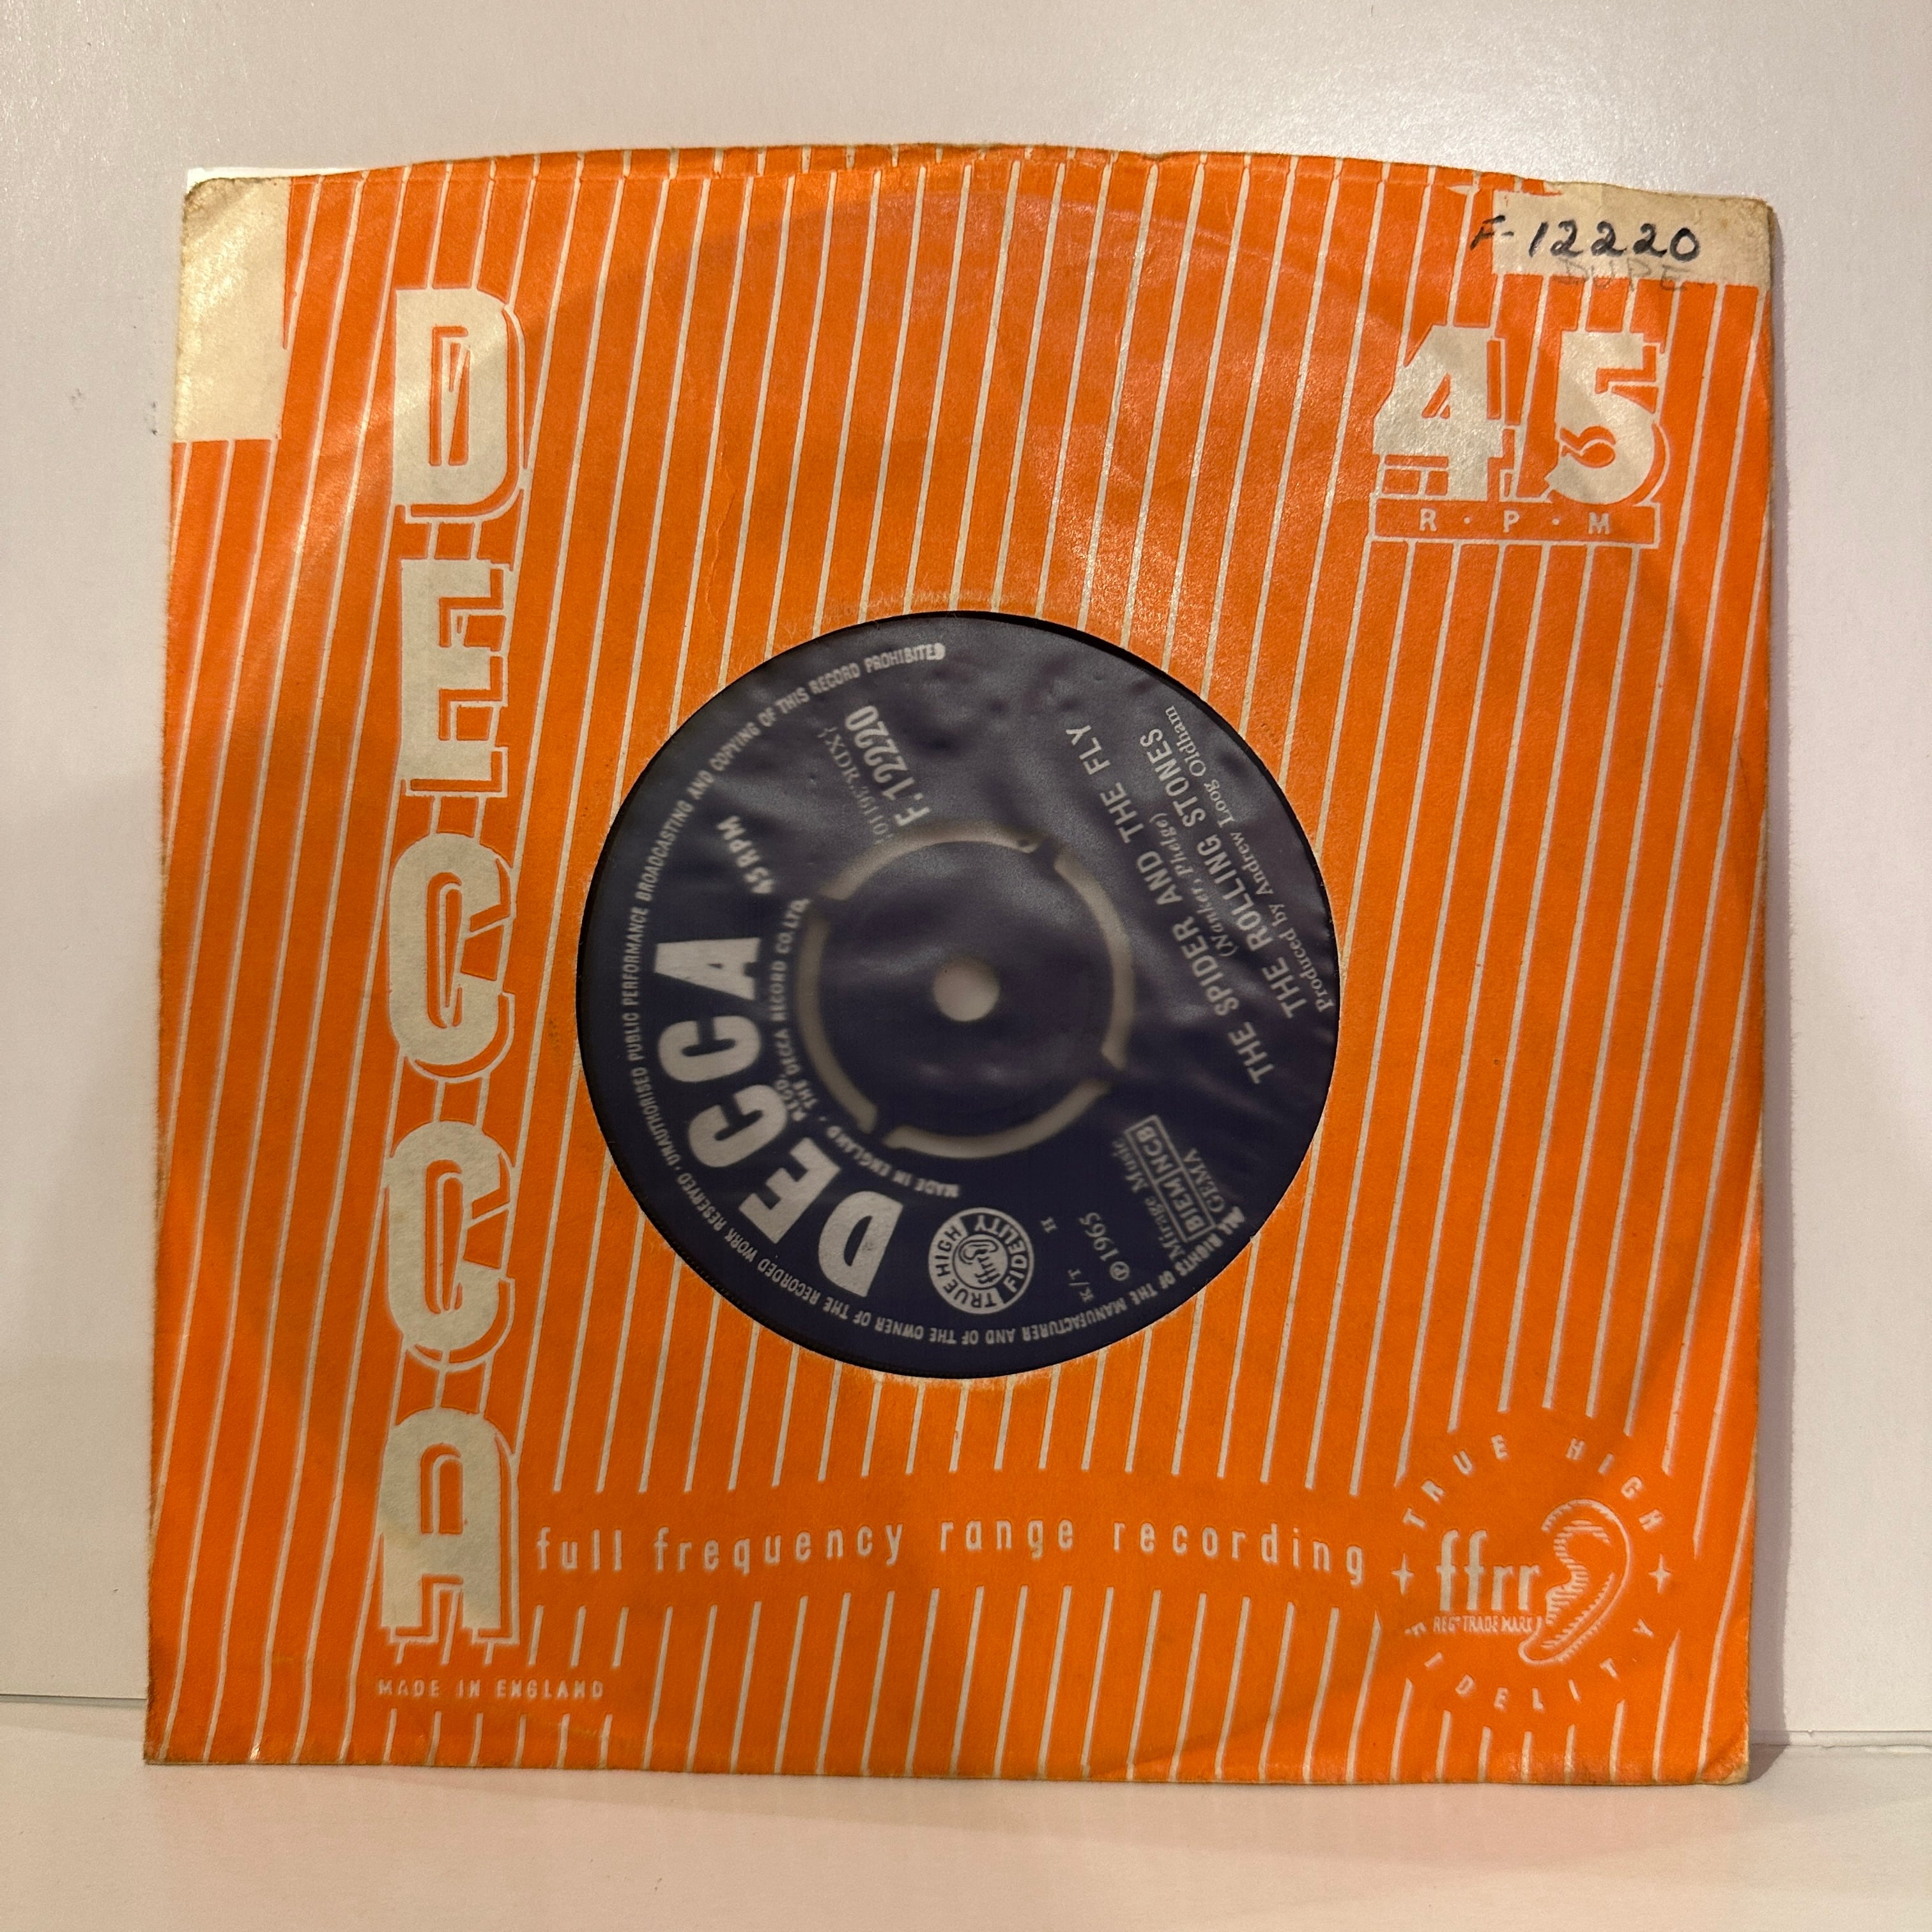 F-12220
DUPE
45
R·P·M
DECCA
UNAUTHORISED PUBLIC PERFORMANCE BROADCASTING AND COPYING OF THIS RECORD PROHIBITED
ALL RIGHTS OF THE MANUFACTURER AND OF THE OWNER OF THE RECORDED WORK RESERVED
DECCA
45 RPM
REGD.
MADE IN ENGLAND · THE DECCA RECORD CO. LTD.
F.12220
TRUE HIGH FIDELITY
ffrr
H
K/T
℗1965
Mirage Music
BIEM NCB
GEMA
THE SPIDER AND THE FLY
(Nanker, Phelge)
THE ROLLING STONES
Produced by Andrew Loog Oldham
full frequency range recording
TRUE HIGH
ffrr
REGD TRADE MARK
FIDELITY
MADE IN ENGLAND